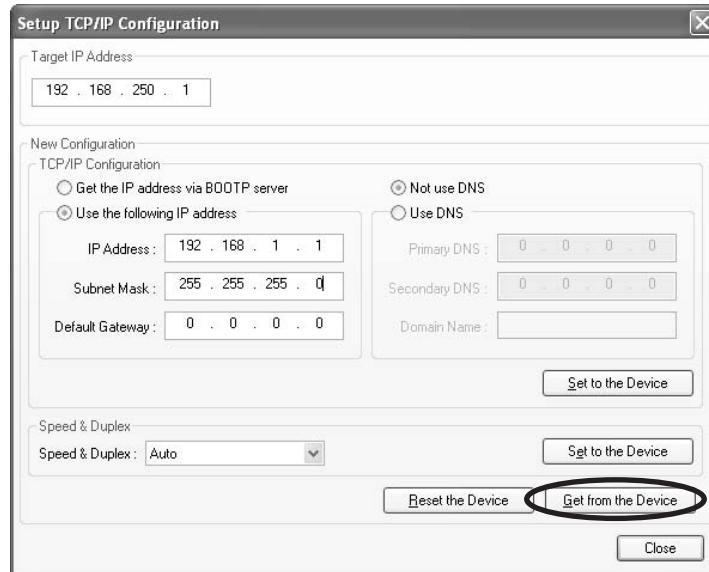 Setup TCP/IP Configuration
Target IP Address
192 . 168 . 250 . 1
New Configuration
TCP/IP Configuration
Get the IP address via BOOTP server
Not use DNS
Use the following IP address
Use DNS
IP Address : 192 . 168 . 1 . 1
Primary DNS : 0 . 0 . 0 . 0
Subnet Mask : 255 . 255 . 255 . 0
Secondary DNS : 0 . 0 . 0 . 0
Default Gateway : 0 . 0 . 0 . 0
Domain Name :
Set to the Device
Speed & Duplex
Speed & Duplex : Auto
Set to the Device
Reset the Device
Get from the Device
Close